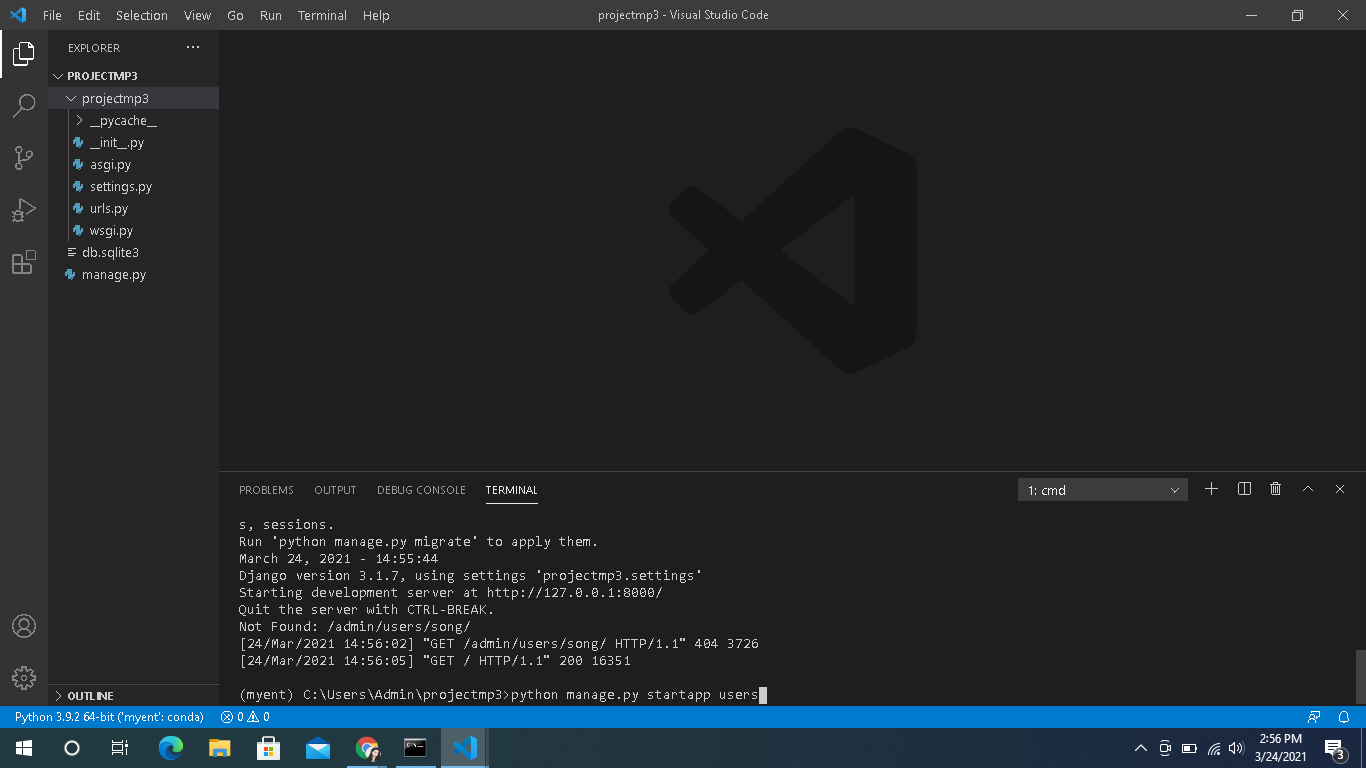 File Edit Selection View Go Run Terminal Help
projectmp3 - Visual Studio Code
EXPLORER
PROJECTMP3
projectmp3
__pycache__
__init__.py
asgi.py
settings.py
urls.py
wsgi.py
db.sqlite3
manage.py
OUTLINE
PROBLEMS OUTPUT DEBUG CONSOLE TERMINAL
1: cmd
s, sessions.
Run 'python manage.py migrate' to apply them.
March 24, 2021 - 14:55:44
Django version 3.1.7, using settings 'projectmp3.settings'
Starting development server at http://127.0.0.1:8000/
Quit the server with CTRL-BREAK.
Not Found: /admin/users/song/
[24/Mar/2021 14:56:02] "GET /admin/users/song/ HTTP/1.1" 404 3726
[24/Mar/2021 14:56:05] "GET / HTTP/1.1" 200 16351
(myent) C:\Users\Admin\projectmp3>python manage.py startapp users
Python 3.9.2 64-bit ('myent': conda) 0 0
2:56 PM
3/24/2021
3